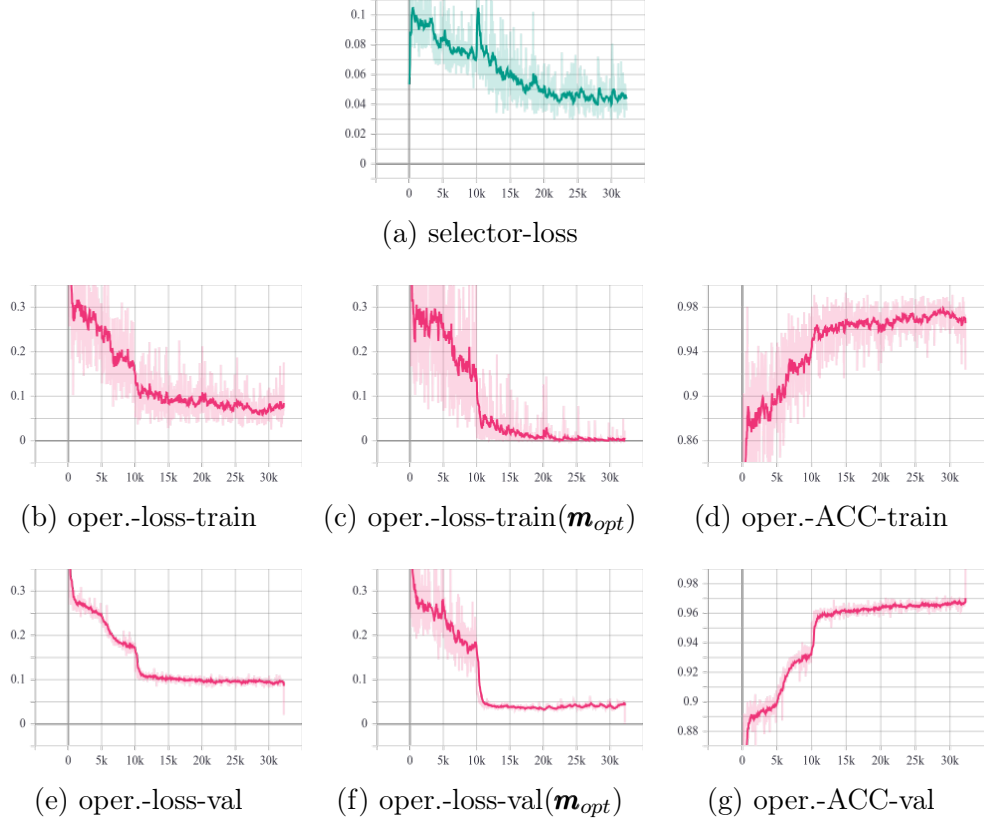 0.1
0.08
0.06
0.04
0.02
0
0 5k 10k 15k 20k 25k 30k
(a) selector-loss
0.3
0.2
0.1
0
0 5k 10k 15k 20k 25k 30k
(b) oper.-loss-train
0.3
0.2
0.1
0
0 5k 10k 15k 20k 25k 30k
(c) oper.-loss-train(m_opt)
0.98
0.94
0.9
0.86
0 5k 10k 15k 20k 25k 30k
(d) oper.-ACC-train
0.3
0.2
0.1
0
0 5k 10k 15k 20k 25k 30k
(e) oper.-loss-val
0.3
0.2
0.1
0
0 5k 10k 15k 20k 25k 30k
(f) oper.-loss-val(m_opt)
0.98
0.96
0.94
0.92
0.9
0.88
0 5k 10k 15k 20k 25k 30k
(g) oper.-ACC-val